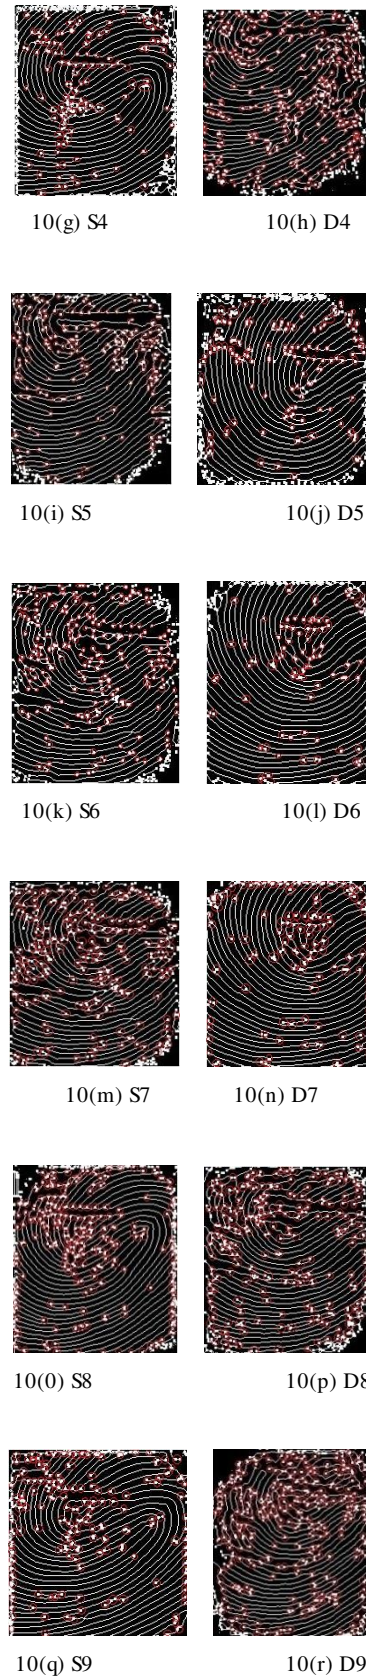 10(g) S4 10(h) D4
10(i) S5 10(j) D5
10(k) S6 10(l) D6
10(m) S7 10(n) D7
10(0) S8 10(p) D8
10(q) S9 10(r) D9